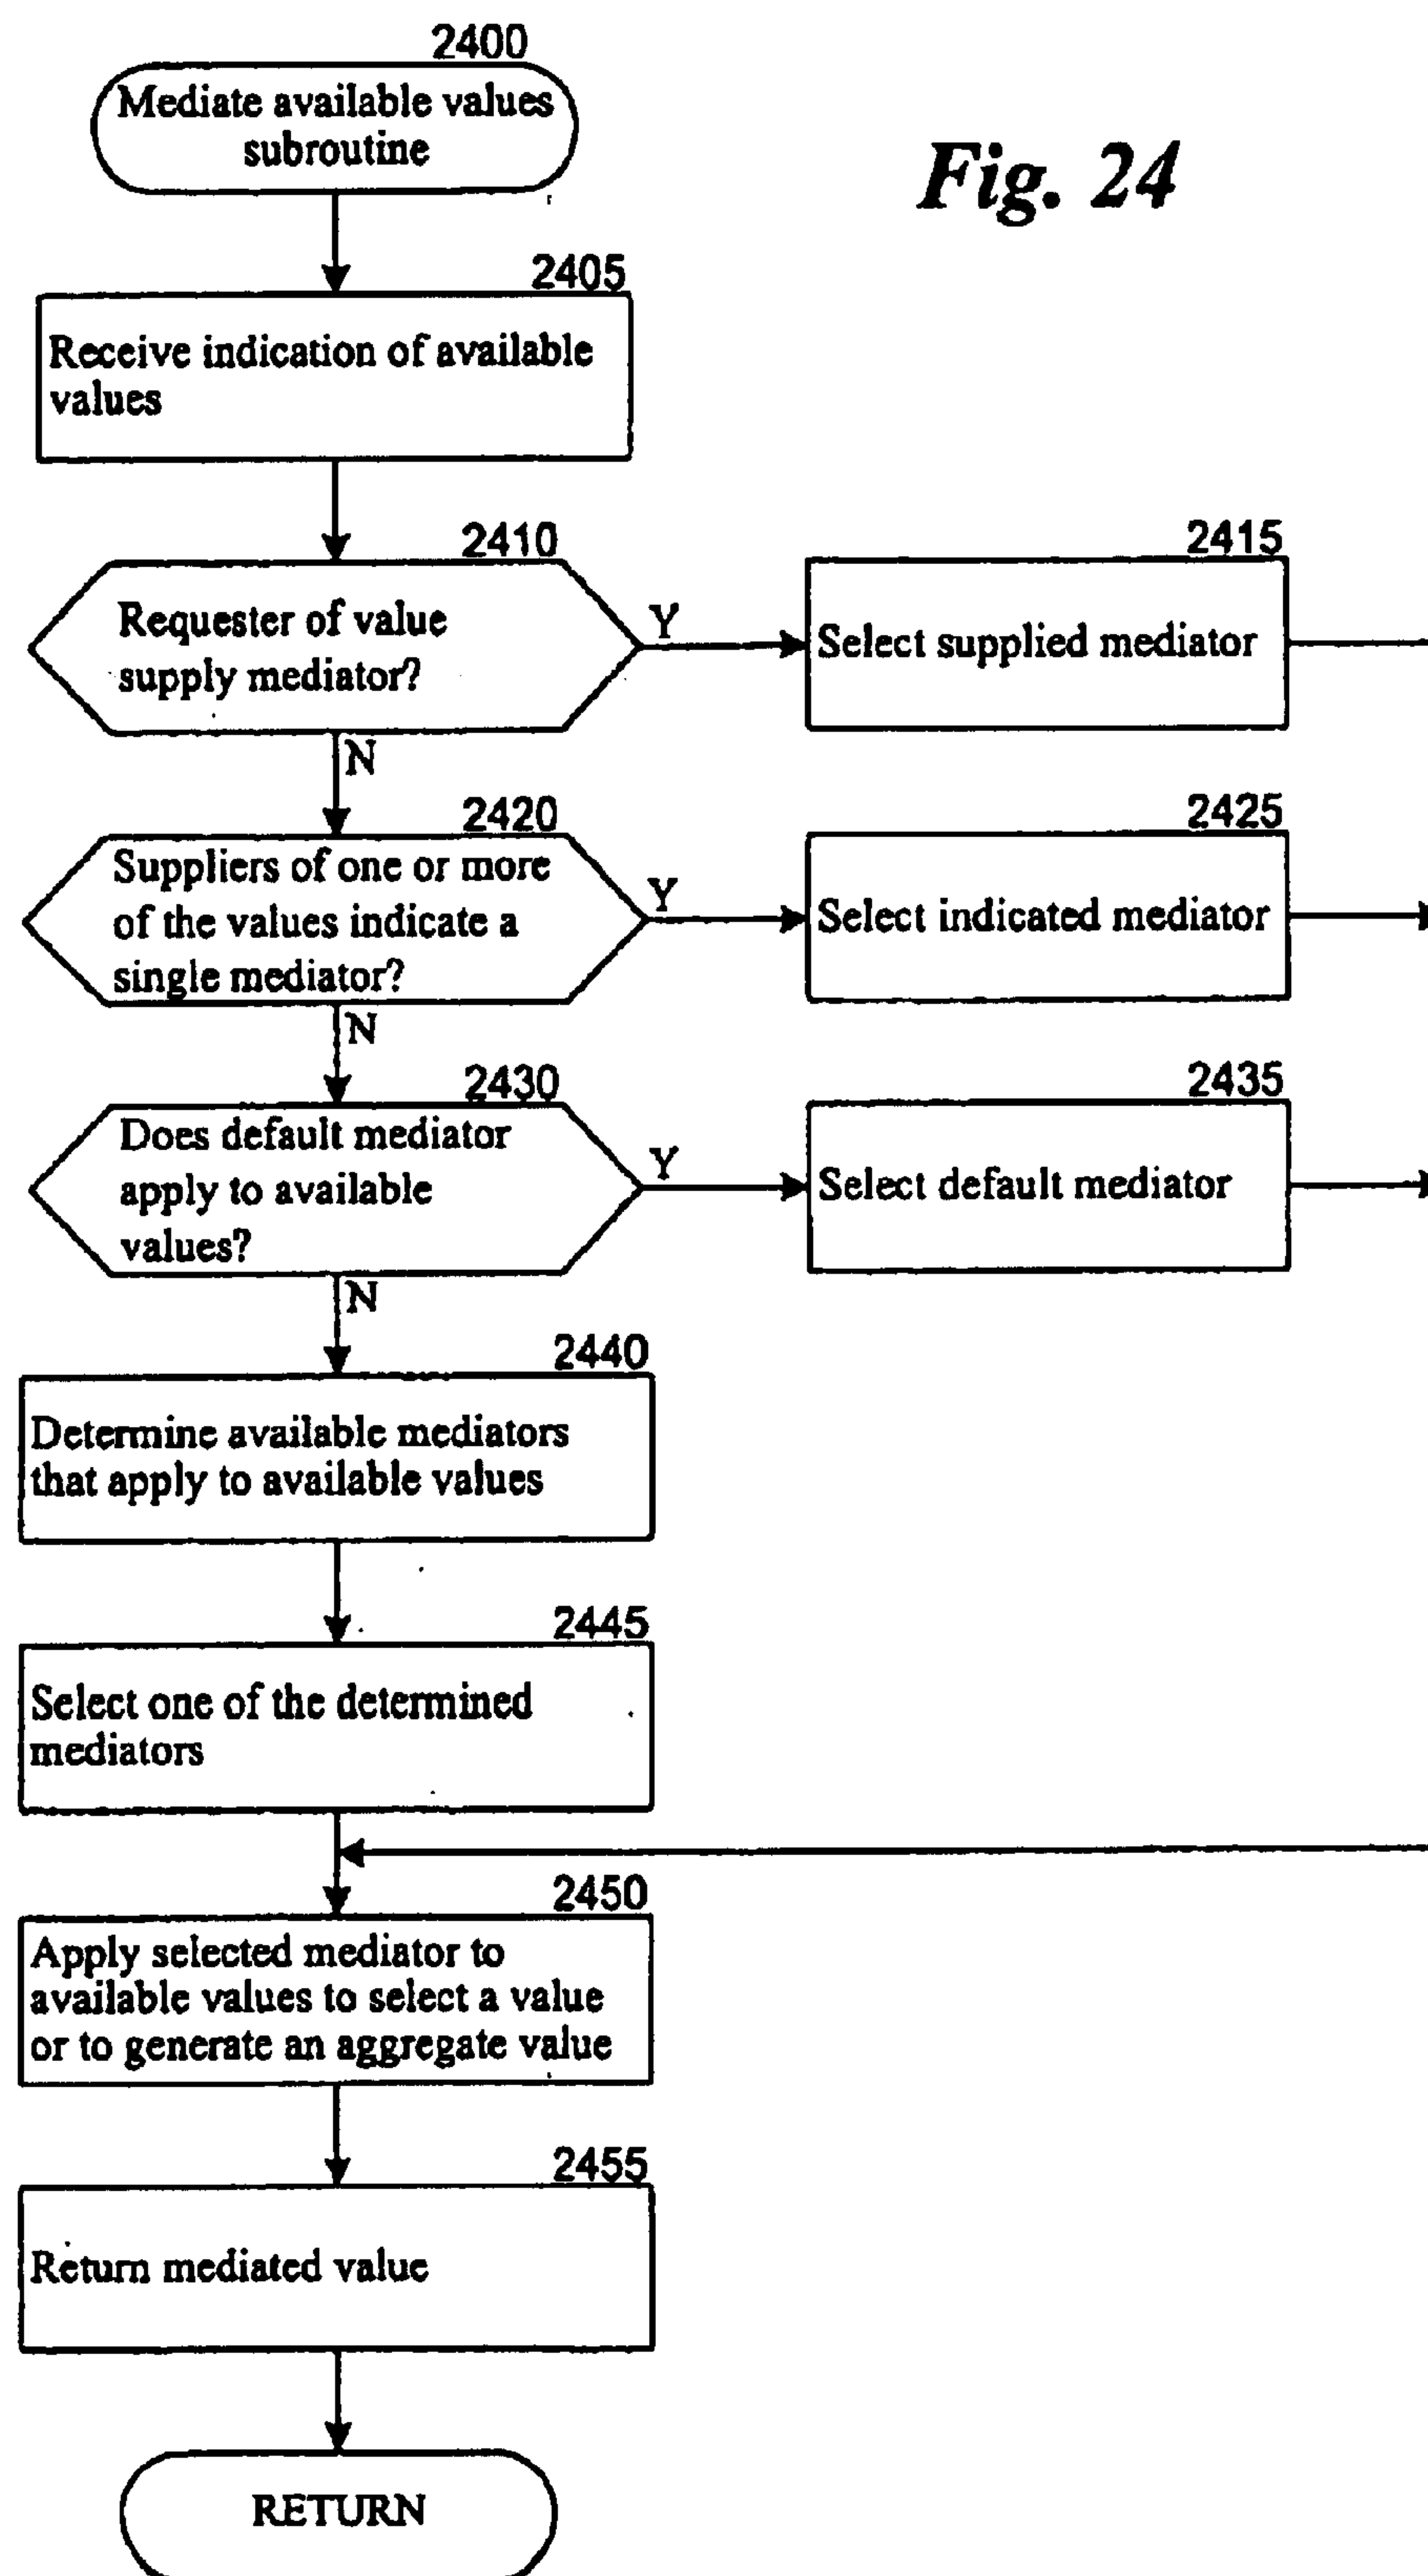 2400
Mediate available values
subroutine
Fig. 24
2405
Receive indication of available
values
2410
Requester of value
supply mediator?
Y
2415
Select supplied mediator
N
2420
Suppliers of one or more
of the values indicate a
single mediator?
Y
2425
Select indicated mediator
N
2430
Does default mediator
apply to available
values?
Y
2435
Select default mediator
N
2440
Determine available mediators
that apply to available values
2445
Select one of the determined
mediators
2450
Apply selected mediator to
available values to select a value
or to generate an aggregate value
2455
Return mediated value
RETURN